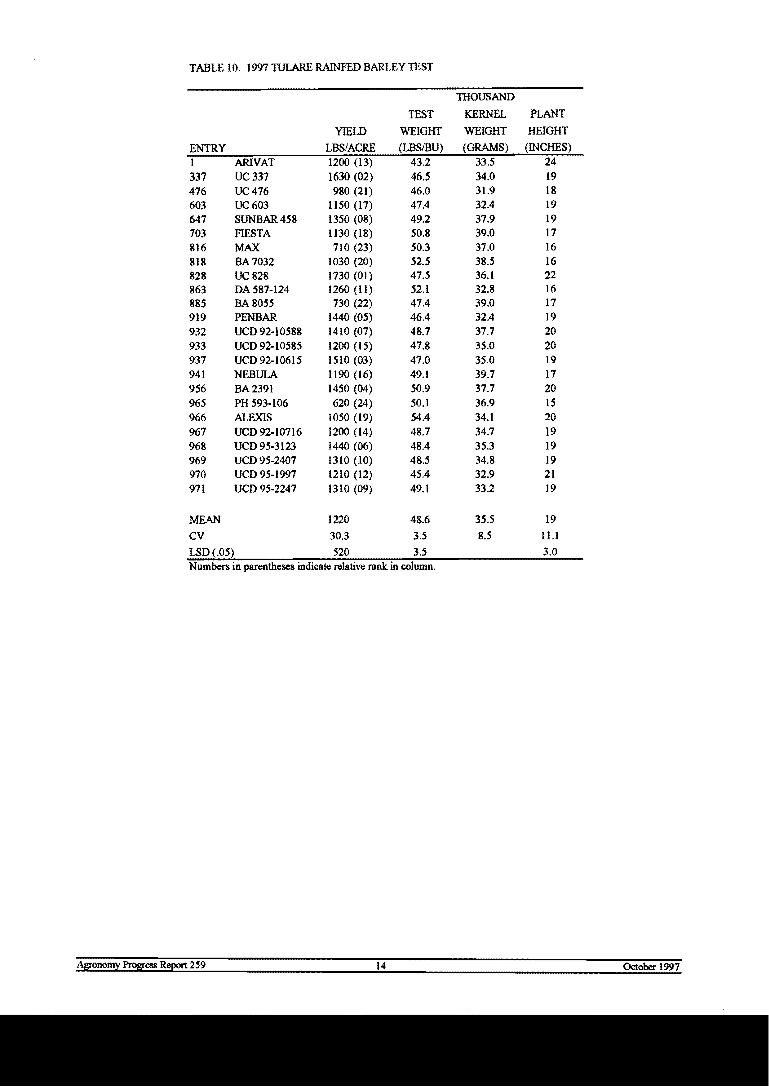 TABLE 10. 1997 TULARE RAINFED BARLEY TEST
THOUSAND
TEST KERNEL PLANT
YIELD WEIGHT WEIGHT HEIGHT
ENTRY LBS/ACRE (LBS/BU) (GRAMS) (INCHES)
1 ARIVAT 1200 (13) 43.2 33.5 24
337 UC 337 1630 (02) 46.5 34.0 19
476 UC 476 980 (21) 46.0 31.9 18
603 UC 603 1150 (17) 47.4 32.4 19
647 SUNBAR 458 1350 (08) 49.2 37.9 19
703 FIESTA 1130 (18) 50.8 39.0 17
816 MAX 710 (23) 50.3 37.0 16
818 BA 7032 1030 (20) 52.5 38.5 16
828 UC 828 1730 (01) 47.5 36.1 22
863 DA 587-124 1260 (11) 52.1 32.8 16
885 BA 8055 730 (22) 47.4 39.0 17
919 PENBAR 1440 (05) 46.4 32.4 19
932 UCD 92-10588 1410 (07) 48.7 37.7 20
933 UCD 92-10585 1200 (15) 47.8 35.0 20
937 UCD 92-10615 1510 (03) 47.0 35.0 19
941 NEBULA 1190 (16) 49.1 39.7 17
956 BA 2391 1450 (04) 50.9 37.7 20
965 PH 593-106 620 (24) 50.1 36.9 15
966 ALEXIS 1050 (19) 54.4 34.1 20
967 UCD 92-10716 1200 (14) 48.7 34.7 19
968 UCD 95-3123 1440 (06) 48.4 35.3 19
969 UCD 95-2407 1310 (10) 48.5 34.8 19
970 UCD 95-1997 1210 (12) 45.4 32.9 21
971 UCD 95-2247 1310 (09) 49.1 33.2 19
MEAN 1220 48.6 35.5 19
CV 30.3 3.5 8.5 11.1
LSD (.05) 520 3.5 3.0
Numbers in parentheses indicate relative rank in column.
Agronomy Progress Report 259 14 October 1997